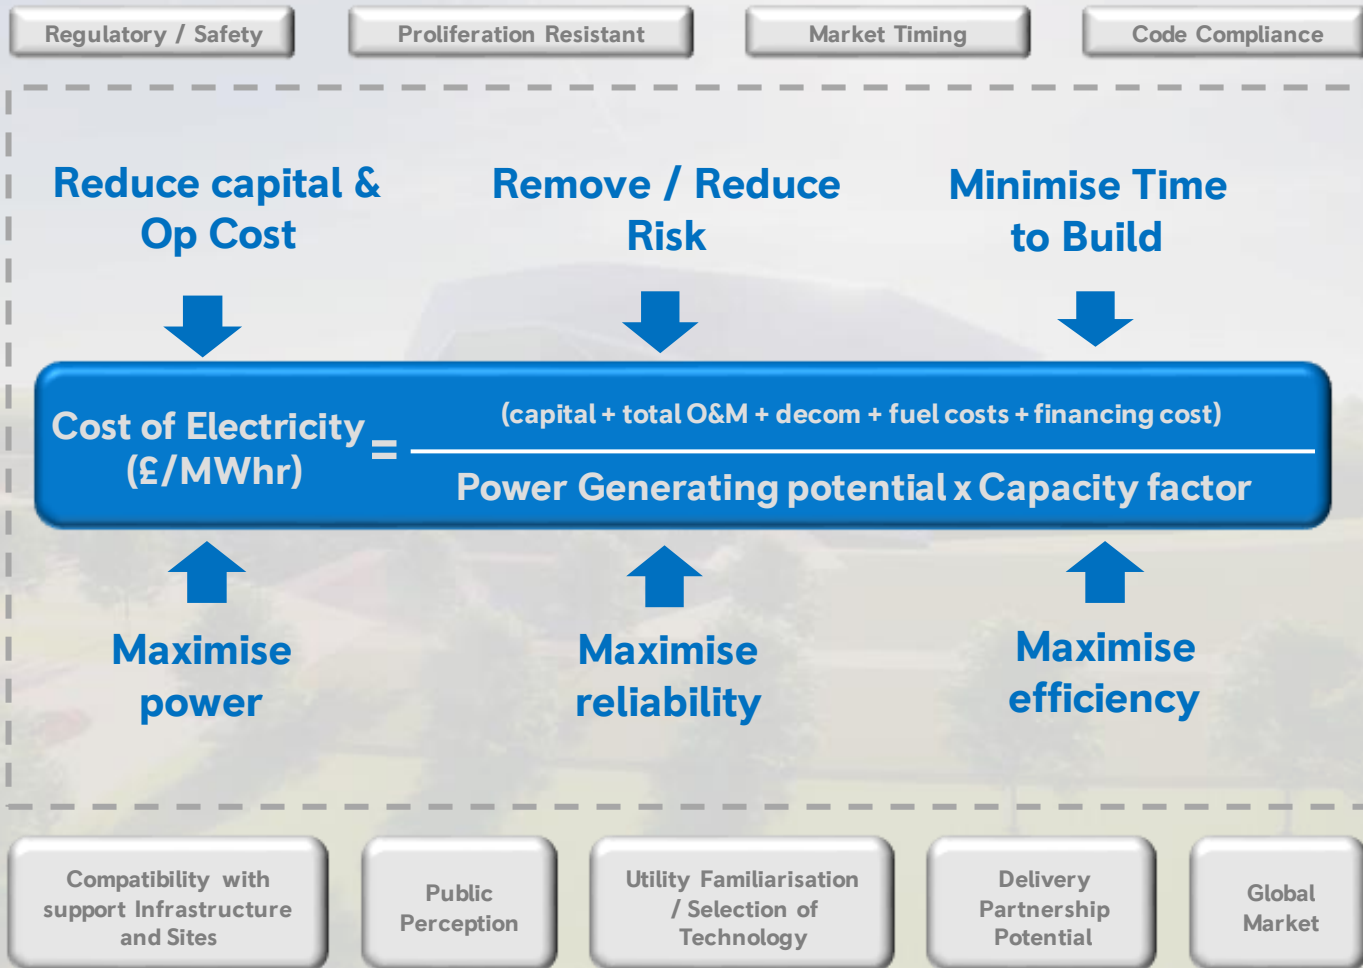 Regulatory / Safety
Proliferation Resistant
Market Timing
Code Compliance
Reduce capital &
Op Cost
Remove / Reduce
Risk
Minimise Time
to Build
Cost of Electricity
(£/MWhr)
=
(capital + total O&M + decom + fuel costs + financing cost)
Power Generating potential x Capacity factor
Maximise
power
Maximise
reliability
Maximise
efficiency
Compatibility with
support Infrastructure
and Sites
Public
Perception
Utility Familiarisation
/ Selection of
Technology
Delivery
Partnership
Potential
Global
Market